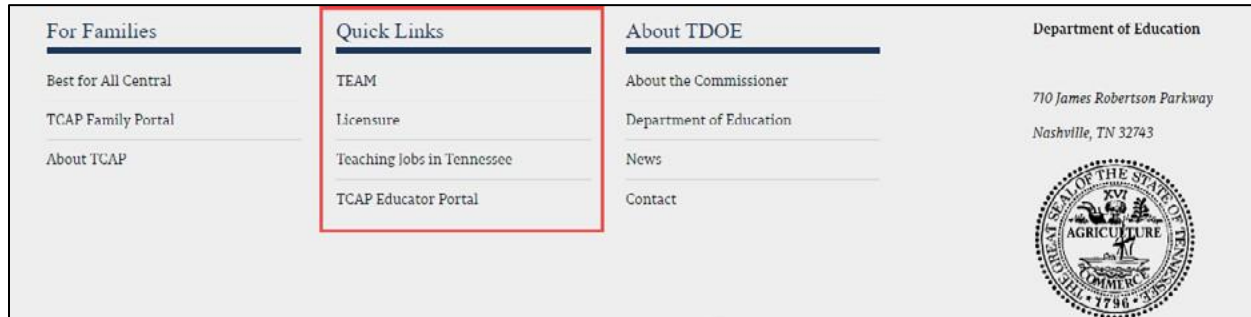 For Families
Best for All Central
TCAP Family Portal
About TCAP
Quick Links
TEAM
Licensure
Teaching Jobs in Tennessee
TCAP Educator Portal
About TDOE
About the Commissioner
Department of Education
News
Contact
Department of Education
710 James Robertson Parkway
Nashville, TN 32743
THE GREAT SEAL OF THE STATE OF TENNESSEE
XVI
AGRICULTURE
COMMERCE
1796